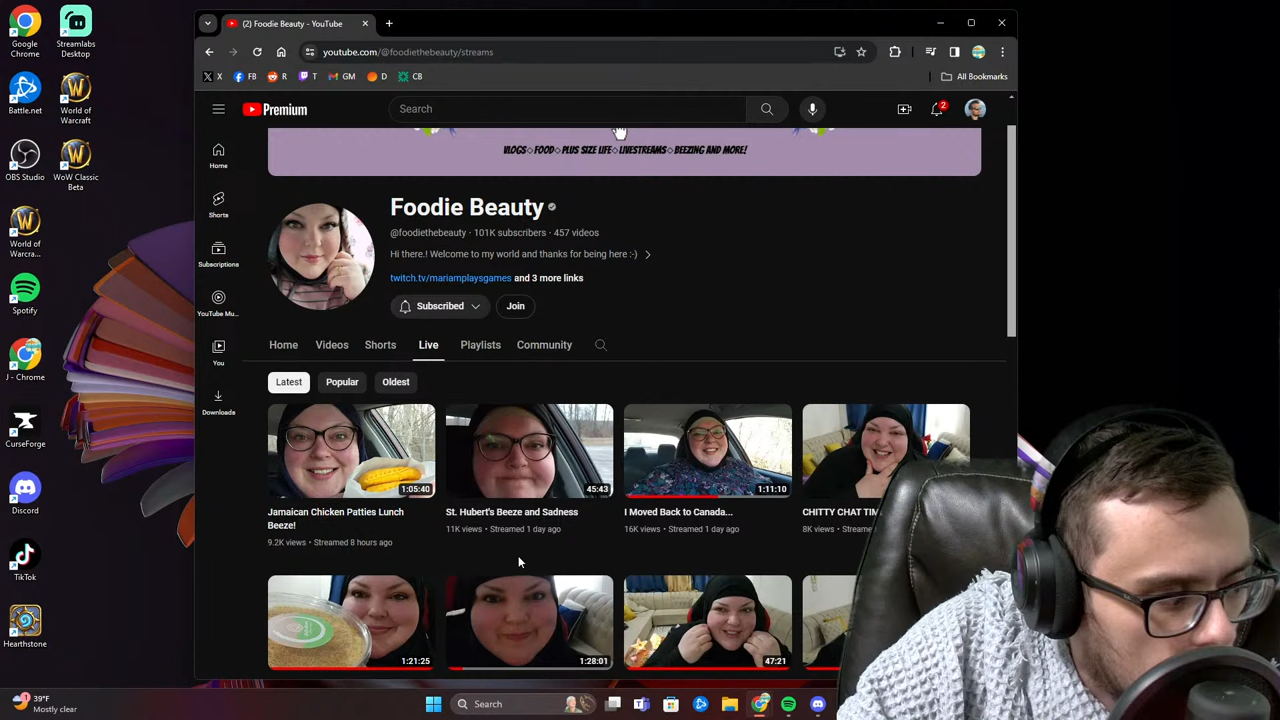 Google Chrome
Streamlabs Desktop
Battle.net
World of Warcraft
OBS Studio
WoW Classic Beta
World of Warcra...
Spotify
J - Chrome
CurseForge
Discord
TikTok
Hearthstone
(2) Foodie Beauty - YouTube
youtube.com/@foodiethebeauty/streams
X
FB
R
T
GM
D
CB
All Bookmarks
Premium
Search
2
Home
Shorts
Subscriptions
YouTube Mu...
You
Downloads
VLOGS◇FOOD◇PLUS SIZE LIFE◇LIVESTREAMS◇BEEZING AND MORE!
Foodie Beauty
@foodiethebeauty · 101K subscribers · 457 videos
Hi there.! Welcome to my world and thanks for being here :-)
twitch.tv/mariamplaysgames and 3 more links
Subscribed
Join
Home
Videos
Shorts
Live
Playlists
Community
Latest
Popular
Oldest
1:05:40
45:43
1:11:10
Jamaican Chicken Patties Lunch Beeze!
9.2K views • Streamed 8 hours ago
St. Hubert's Beeze and Sadness
11K views • Streamed 1 day ago
I Moved Back to Canada...
16K views • Streamed 1 day ago
CHITTY CHAT TIM
8K views • Streame
1:21:25
1:28:01
47:21
1
39°F
Mostly clear
Search